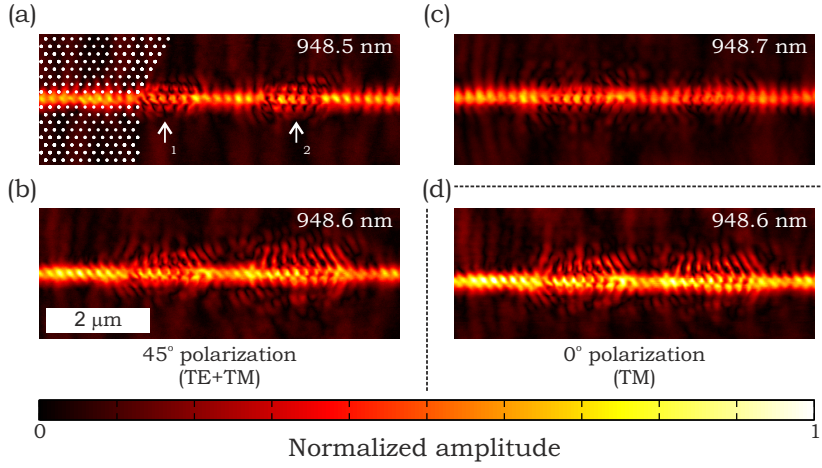 (a)
948.5 nm
1
2
(c)
948.7 nm
(b)
948.6 nm
2 μm
45° polarization
(TE+TM)
(d)
948.6 nm
0° polarization
(TM)
0
1
Normalized amplitude